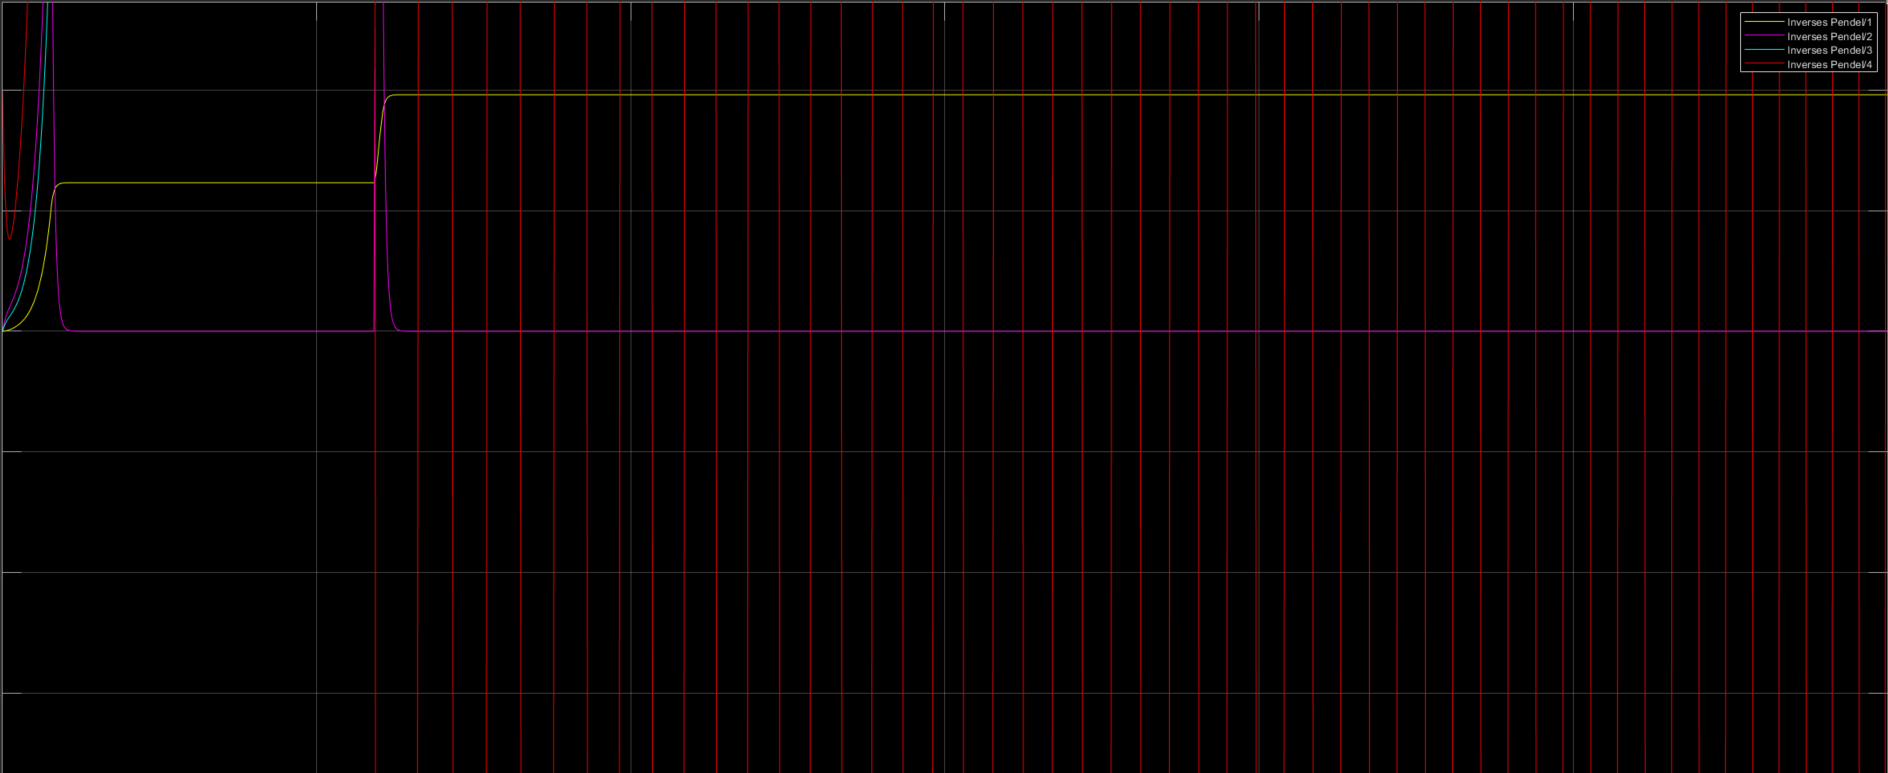 Inverses Pendel/1
Inverses Pendel/2
Inverses Pendel/3
Inverses Pendel/4